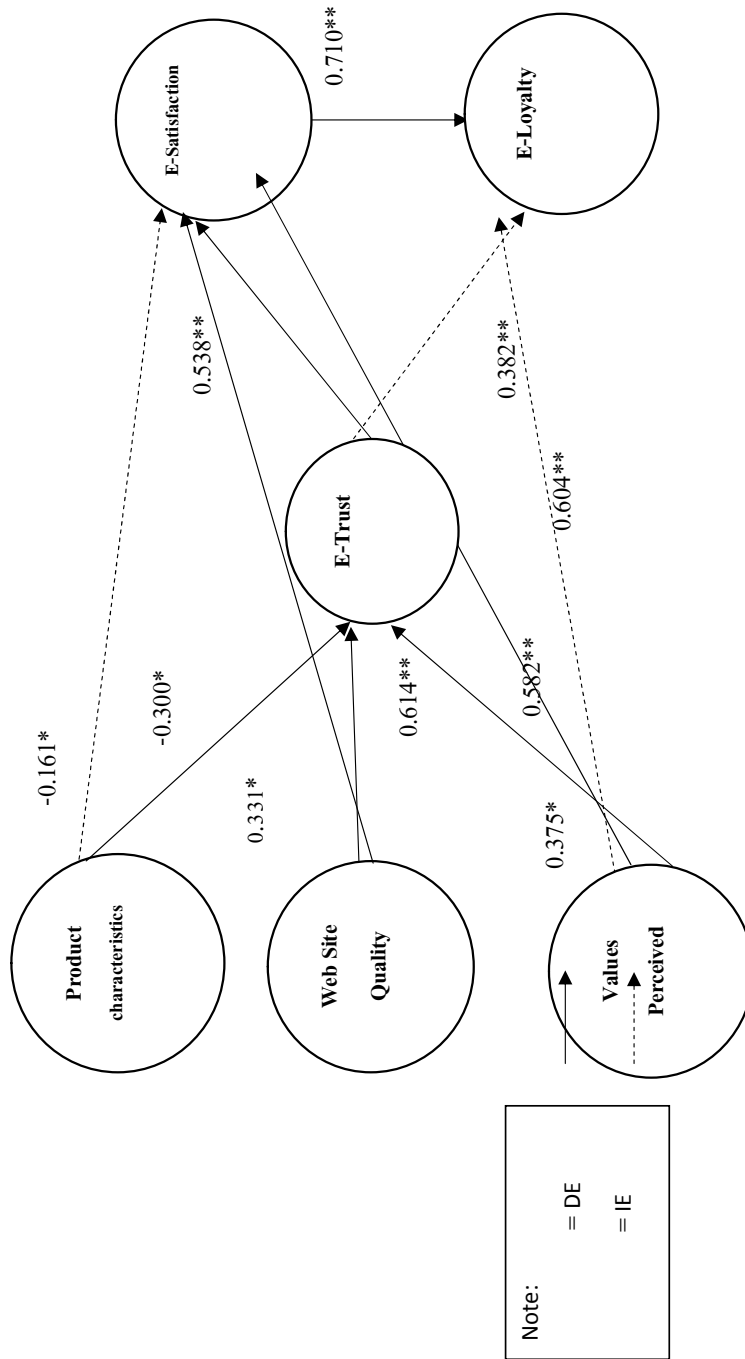 Product
characteristics
Web Site
Quality
Values
Perceived
E-Trust
E-Satisfaction
E-Loyalty
-0.161*
-0.300*
0.331*
0.538**
0.614**
0.375*
0.582**
0.604**
0.382**
0.710**
Note:
= DE
= IE